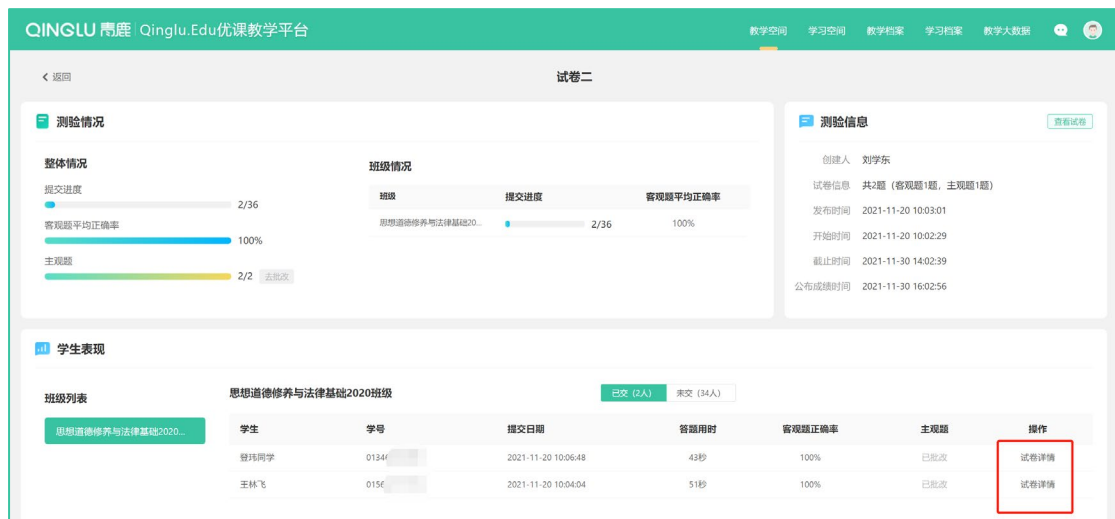 QINGLU 青鹿 Qinglu.Edu优课教学平台
教学空间 学习空间 教学档案 学习档案 教学大数据
返回
试卷二
测验情况
整体情况
提交进度
2/36
客观题平均正确率
100%
主观题
2/2 去批改
班级情况
班级 提交进度 客观题平均正确率
思想道德修养与法律基础20... 2/36 100%
测验信息 查看试卷
创建人 刘学东
试卷信息 共2题（客观题1题，主观题1题）
发布时间 2021-11-20 10:03:01
开始时间 2021-11-20 10:02:29
截止时间 2021-11-30 14:02:39
公布成绩时间 2021-11-30 16:02:56
学生表现
班级列表
思想道德修养与法律基础2020...
思想道德修养与法律基础2020班级 已交（2人） 未交（34人）
学生 学号 提交日期 答题用时 客观题正确率 主观题 操作
登玮同学 0134 2021-11-20 10:06:48 43秒 100% 已批改 试卷详情
王林飞 0156 2021-11-20 10:04:04 51秒 100% 已批改 试卷详情